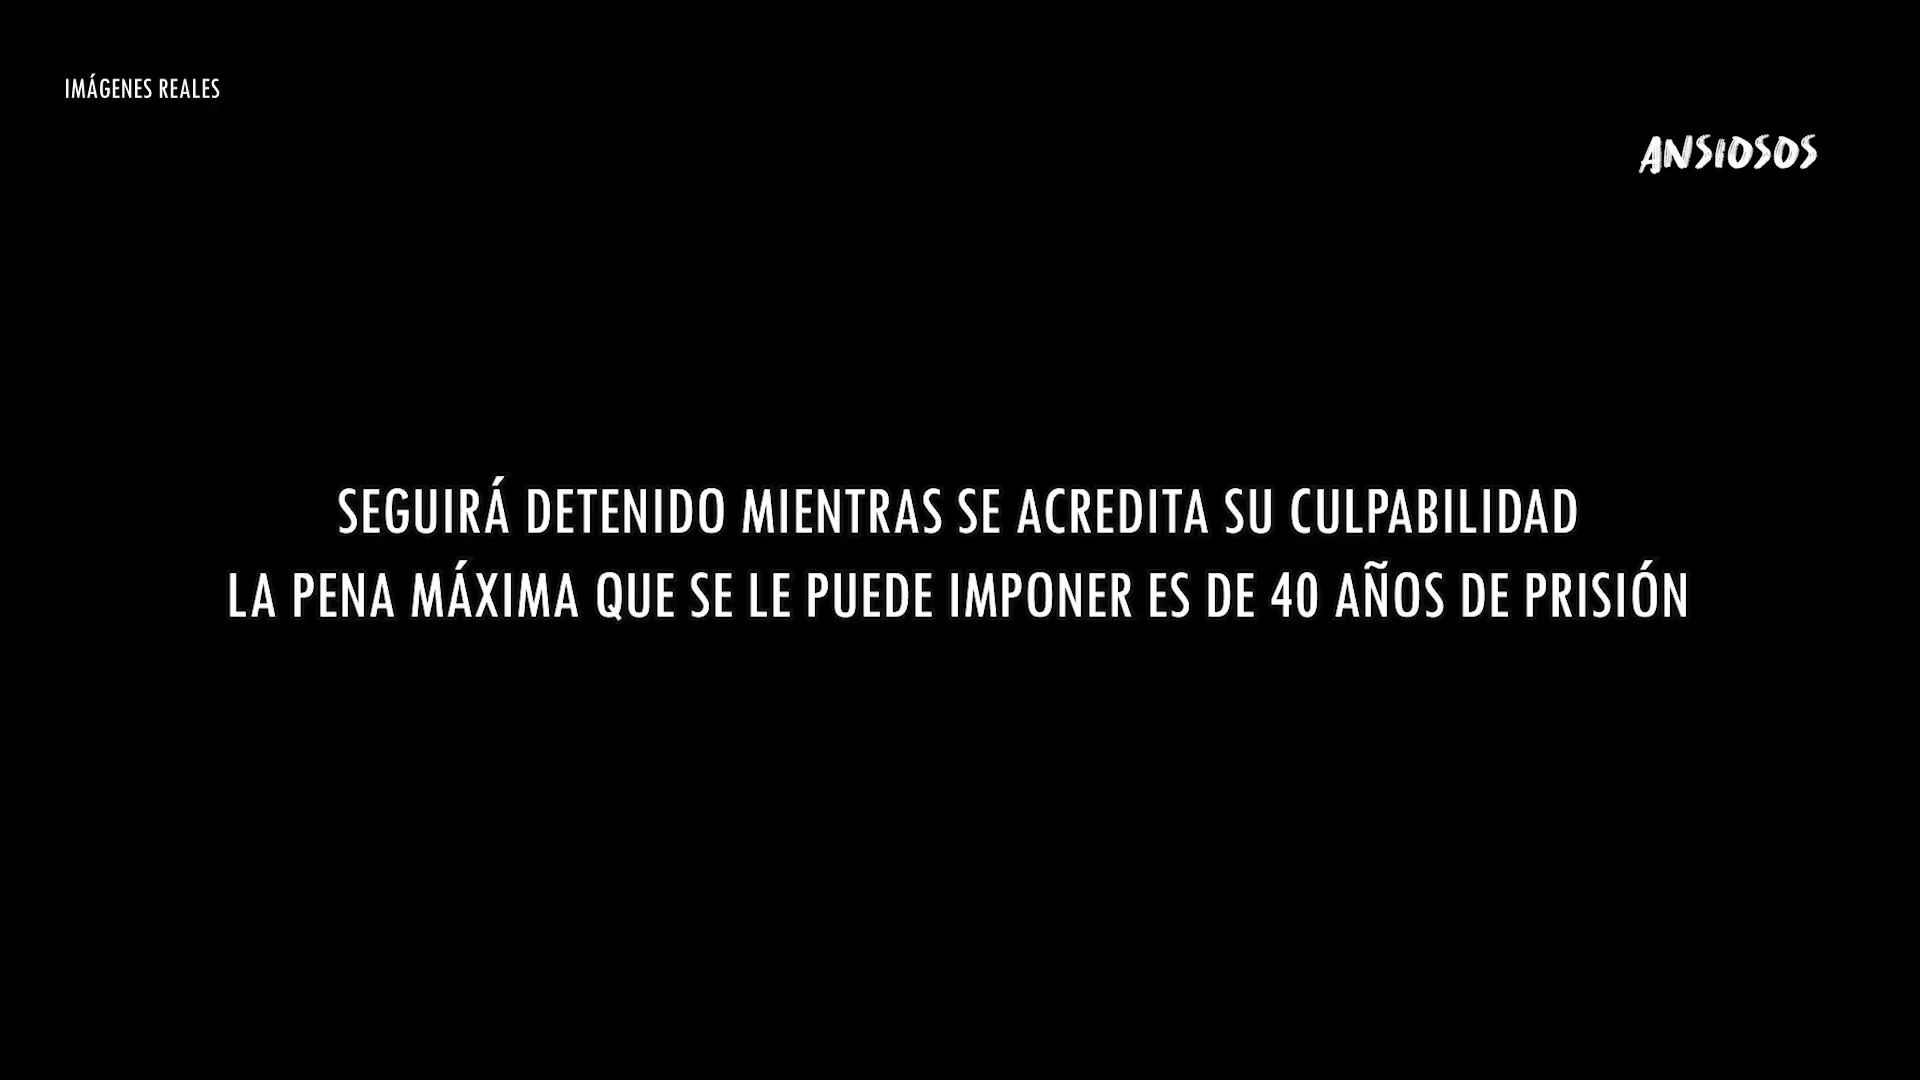 IMÁGENES REALES
ANSIOSOS
SEGUIRÁ DETENIDO MIENTRAS SE ACREDITA SU CULPABILIDAD
LA PENA MÁXIMA QUE SE LE PUEDE IMPONER ES DE 40 AÑOS DE PRISIÓN